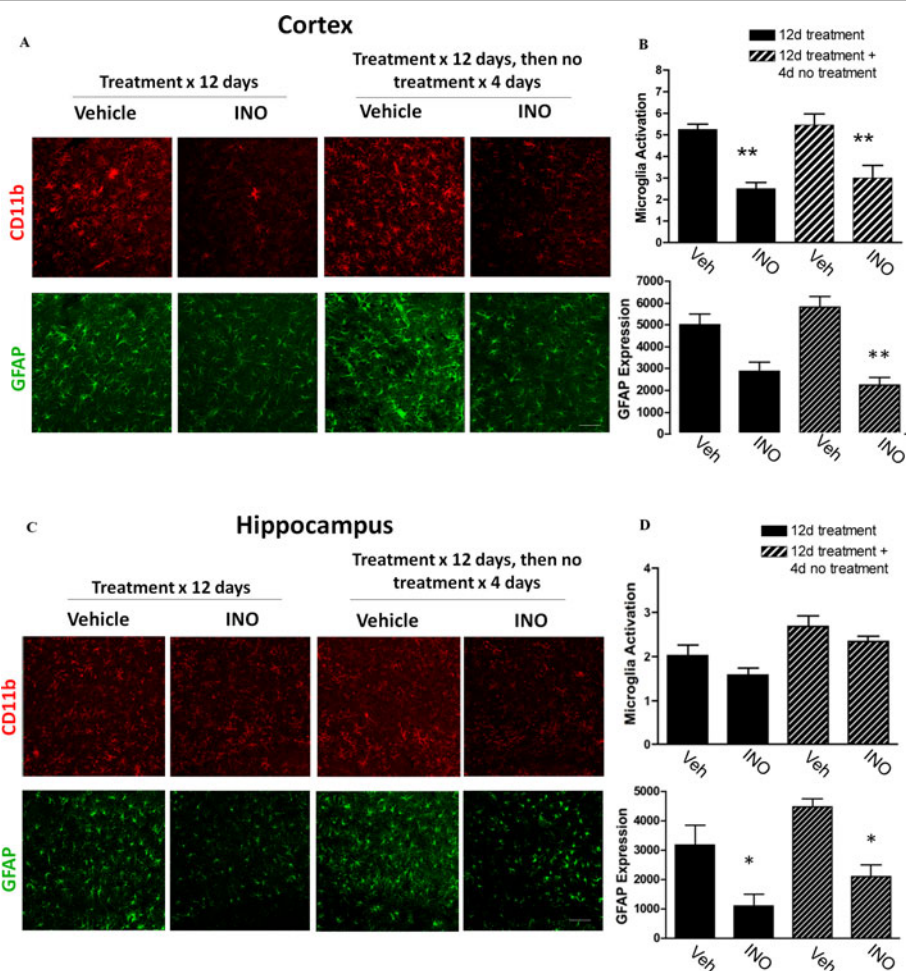 Cortex
A
Treatment x 12 days
Treatment x 12 days, then no
treatment x 4 days
Vehicle
INO
Vehicle
INO
CD11b
GFAP
B
12d treatment
12d treatment +
4d no treatment
Microglia Activation
6
5
4
3
2
1
0
**
**
Veh
INO
Veh
INO
GFAP Expression
7000
6000
5000
4000
3000
2000
1000
0
**
Veh
INO
Veh
INO
C
Hippocampus
Treatment x 12 days
Treatment x 12 days, then no
treatment x 4 days
Vehicle
INO
Vehicle
INO
CD11b
GFAP
D
12d treatment
12d treatment +
4d no treatment
Microglia Activation
4
3
2
1
0
Veh
INO
Veh
INO
GFAP Expression
5000
4000
3000
2000
1000
0
*
*
Veh
INO
Veh
INO